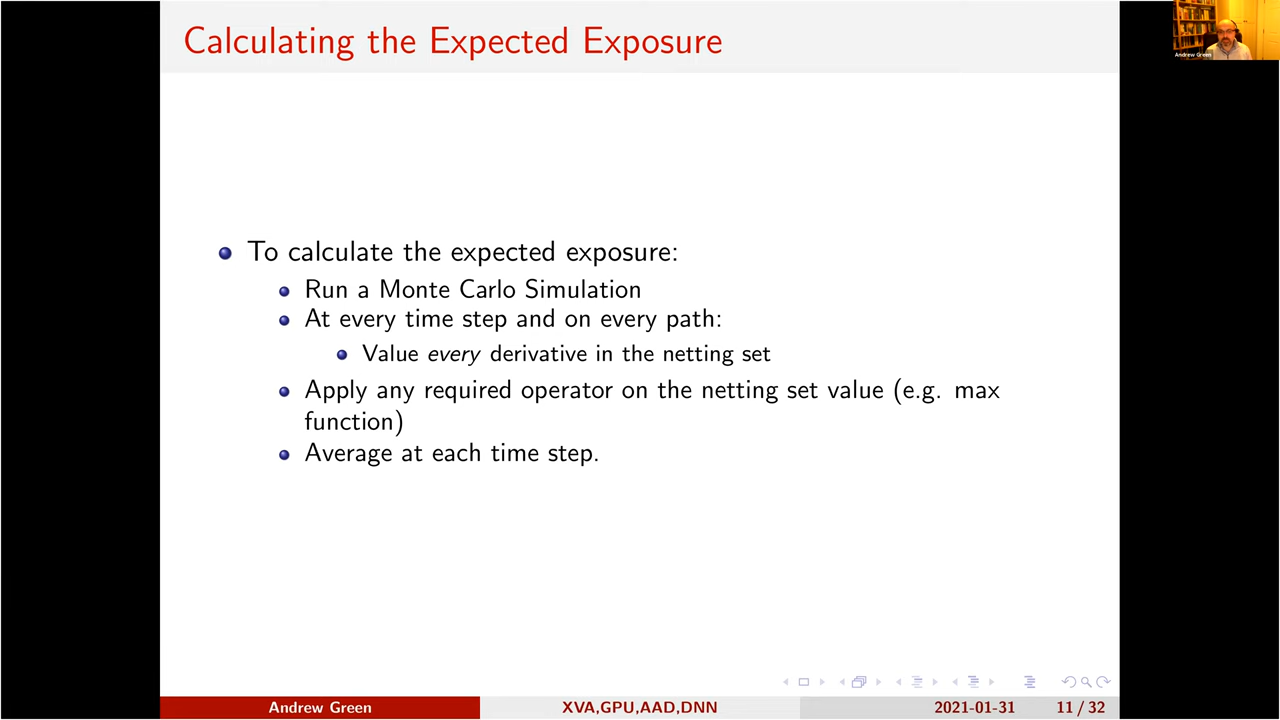 Calculating the Expected Exposure
Andrew Green
To calculate the expected exposure:
Run a Monte Carlo Simulation
At every time step and on every path:
Value every derivative in the netting set
Apply any required operator on the netting set value (e.g. max
function)
Average at each time step.
Andrew Green
XVA,GPU,AAD,DNN
2021-01-31
11 / 32